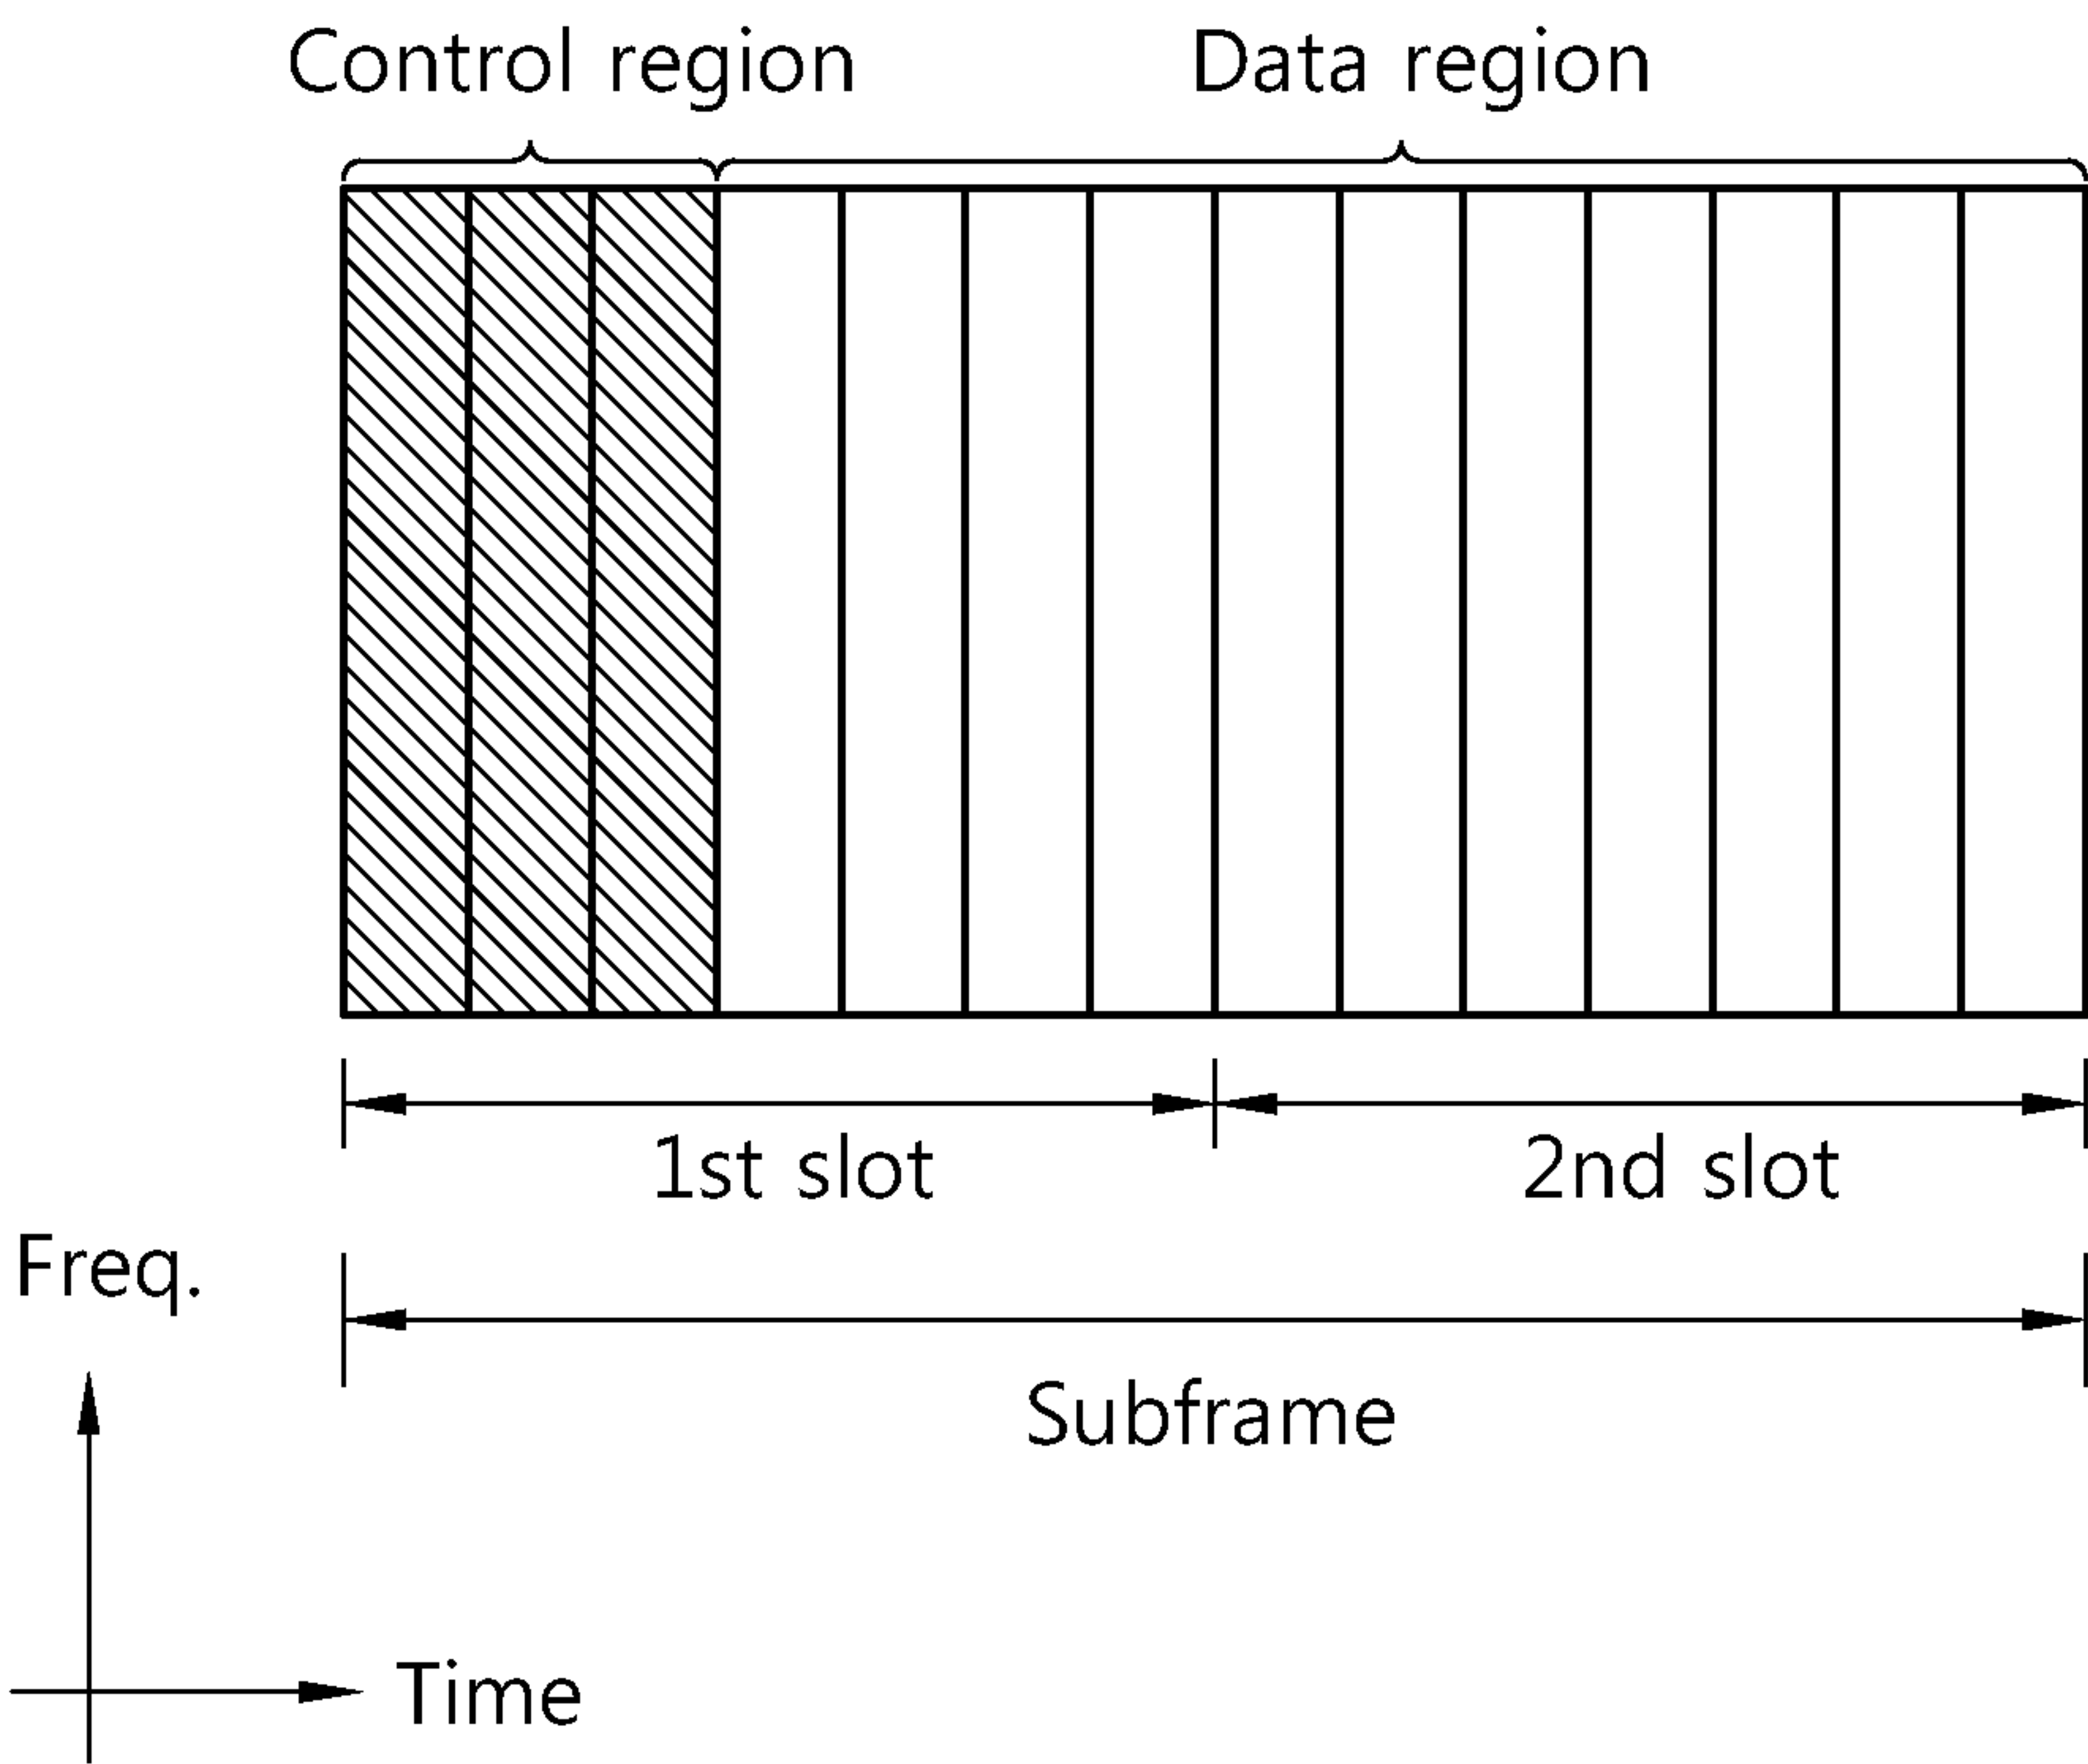 Control region
Data region
1st slot
2nd slot
Freq.
Subframe
Time